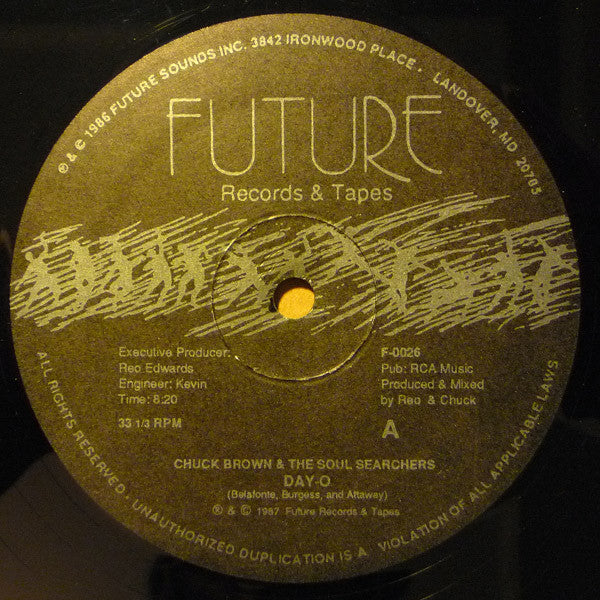 ℗ & © 1986 FUTURE SOUNDS INC. 3842 IRONWOOD PLACE, LANDOVER, MD 20785
FUTURE
Records & Tapes
Executive Producer:
Reo Edwards
Engineer: Kevin
Time: 8:20
33 1/3 RPM
F-0026
Pub: RCA Music
Produced & Mixed
by Reo & Chuck
A
CHUCK BROWN & THE SOUL SEARCHERS
DAY-O
(Belafonte, Burgess, and Attaway)
℗ & © 1987 Future Records & Tapes
ALL RIGHTS RESERVED. UNAUTHORIZED DUPLICATION IS A VIOLATION OF ALL APPLICABLE LAWS